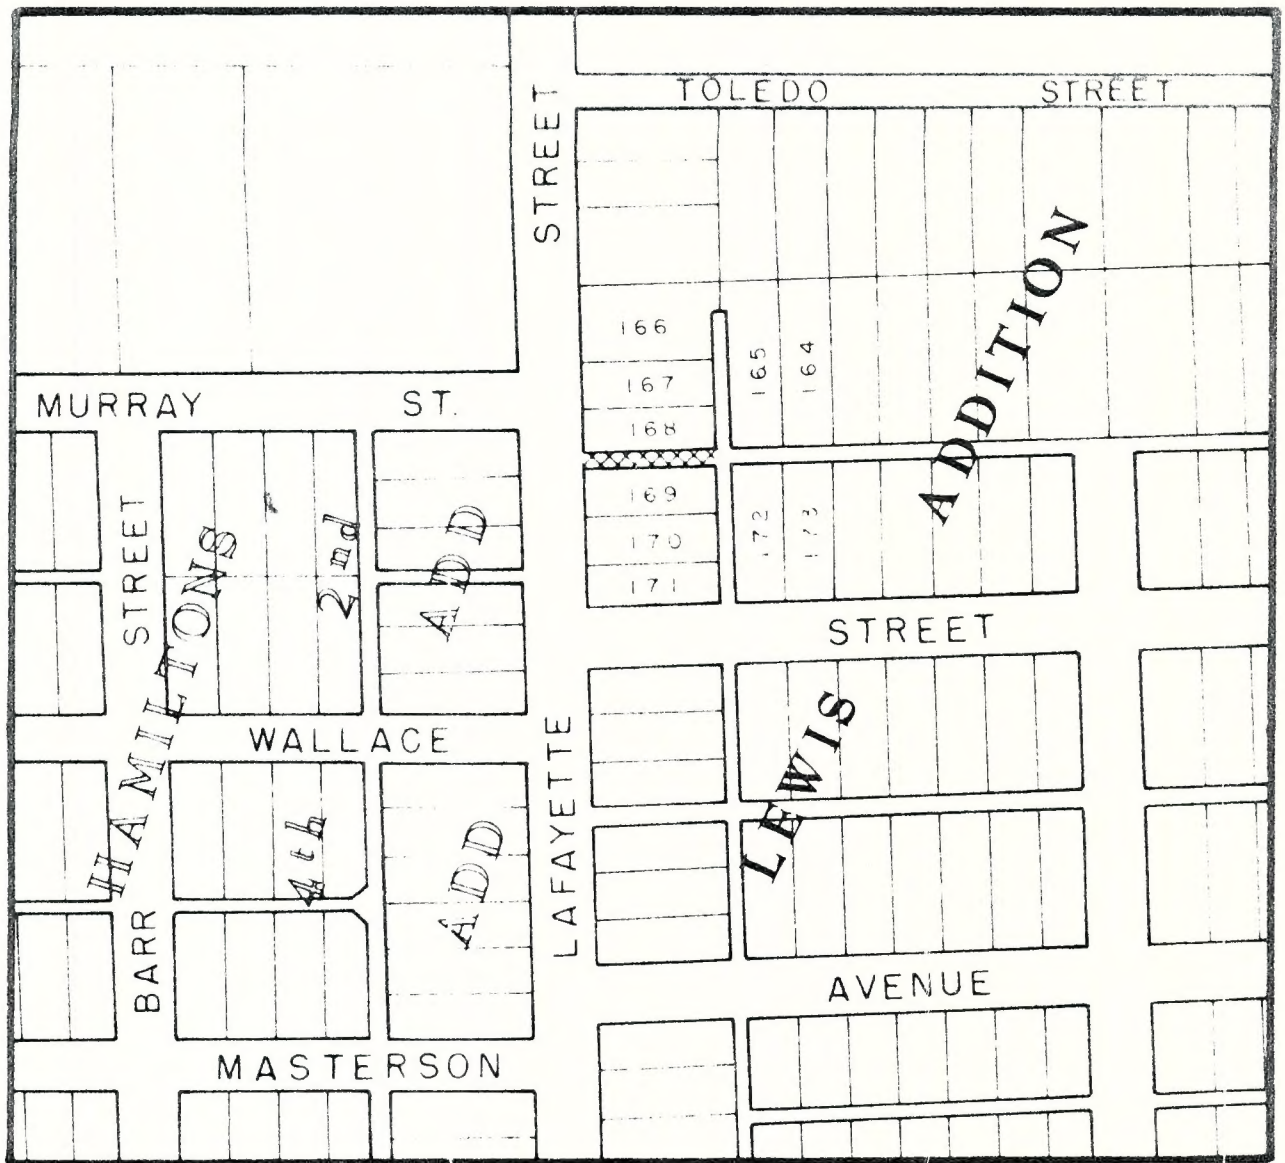 TOLEDO STREET
STREET
166
167
168
165
164
MURRAY ST.
169
170
171
172
173
STREET
HAMILTONS
2nd
ADD
ADDITION
STREET
WALLACE
LAFAYETTE
LEWIS
4th
ADD
BARR
AVENUE
MASTERSON